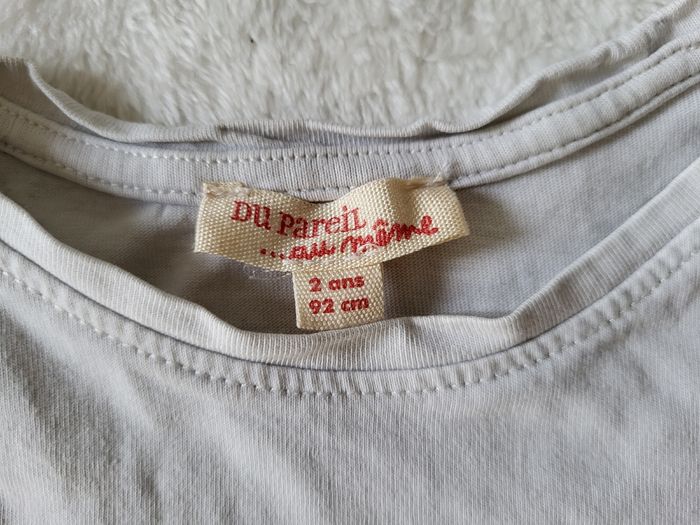 DU PAREIL
...au même
2 ans
92 cm